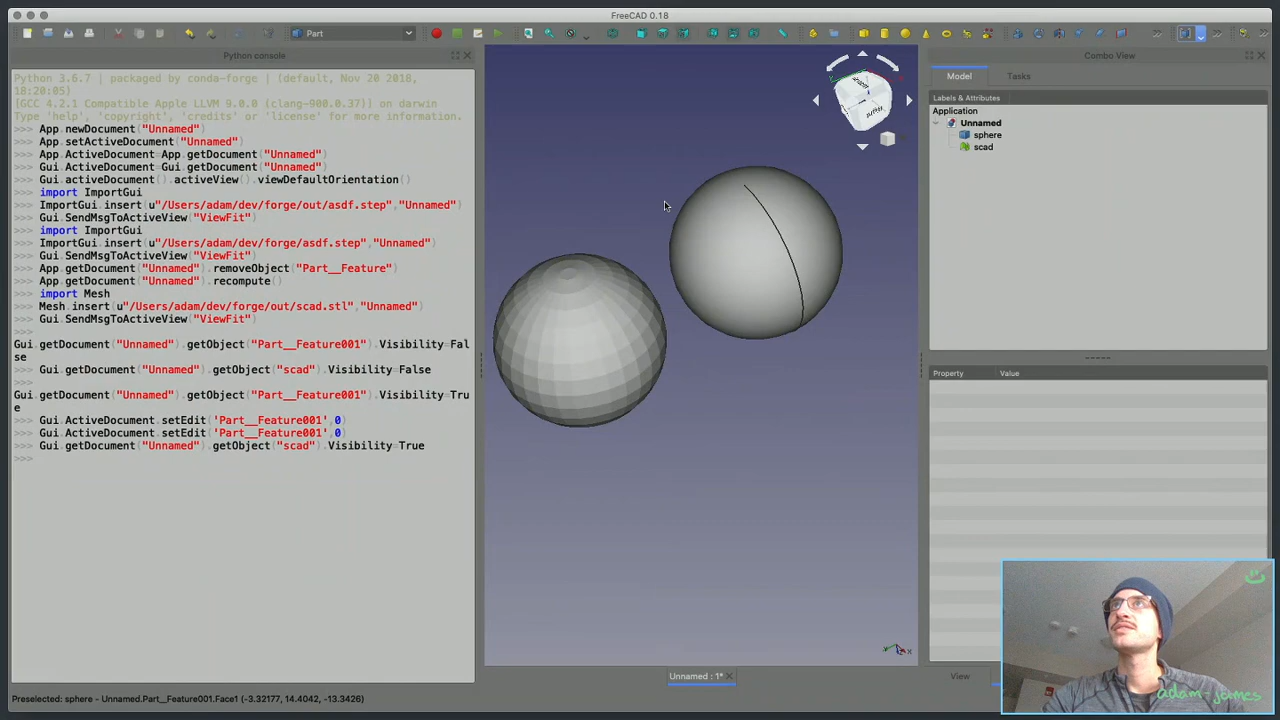 FreeCAD 0.18
Part
Python console
Python 3.6.7 | packaged by conda-forge | (default, Nov 20 2018,
18:20:05)
[GCC 4.2.1 Compatible Apple LLVM 9.0.0 (clang-900.0.37)] on darwin
Type 'help', 'copyright', 'credits' or 'license' for more information.
>>> App.newDocument("Unnamed")
>>> App.setActiveDocument("Unnamed")
>>> App.ActiveDocument=App.getDocument("Unnamed")
>>> Gui.ActiveDocument=Gui.getDocument("Unnamed")
>>> Gui.activeDocument().activeView().viewDefaultOrientation()
>>> import ImportGui
>>> ImportGui.insert(u"/Users/adam/dev/forge/out/asdf.step","Unnamed")
>>> Gui.SendMsgToActiveView("ViewFit")
>>> import ImportGui
>>> ImportGui.insert(u"/Users/adam/dev/forge/asdf.step","Unnamed")
>>> Gui.SendMsgToActiveView("ViewFit")
>>> App.getDocument("Unnamed").removeObject("Part__Feature")
>>> App.getDocument("Unnamed").recompute()
>>> import Mesh
>>> Mesh.insert(u"/Users/adam/dev/forge/out/scad.stl","Unnamed")
>>> Gui.SendMsgToActiveView("ViewFit")
>>>
Gui.getDocument("Unnamed").getObject("Part__Feature001").Visibility=Fal
se
>>> Gui.getDocument("Unnamed").getObject("scad").Visibility=False
>>>
Gui.getDocument("Unnamed").getObject("Part__Feature001").Visibility=Tru
e
>>> Gui.ActiveDocument.setEdit('Part__Feature001',0)
>>> Gui.ActiveDocument.setEdit('Part__Feature001',0)
>>> Gui.getDocument("Unnamed").getObject("scad").Visibility=True
>>>
Unnamed : 1*
Combo View
Model
Tasks
Labels & Attributes
Application
Unnamed
sphere
scad
Property
Value
View
adam-james
Preselected: sphere - Unnamed.Part__Feature001.Face1 (-3.32177, 14.4042, -13.3426)